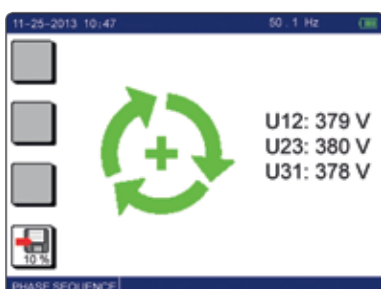 11-25-2013 10:47 50.1 Hz
+
U12: 379 V
U23: 380 V
U31: 378 V
10 %
PHASE SEQUENCE